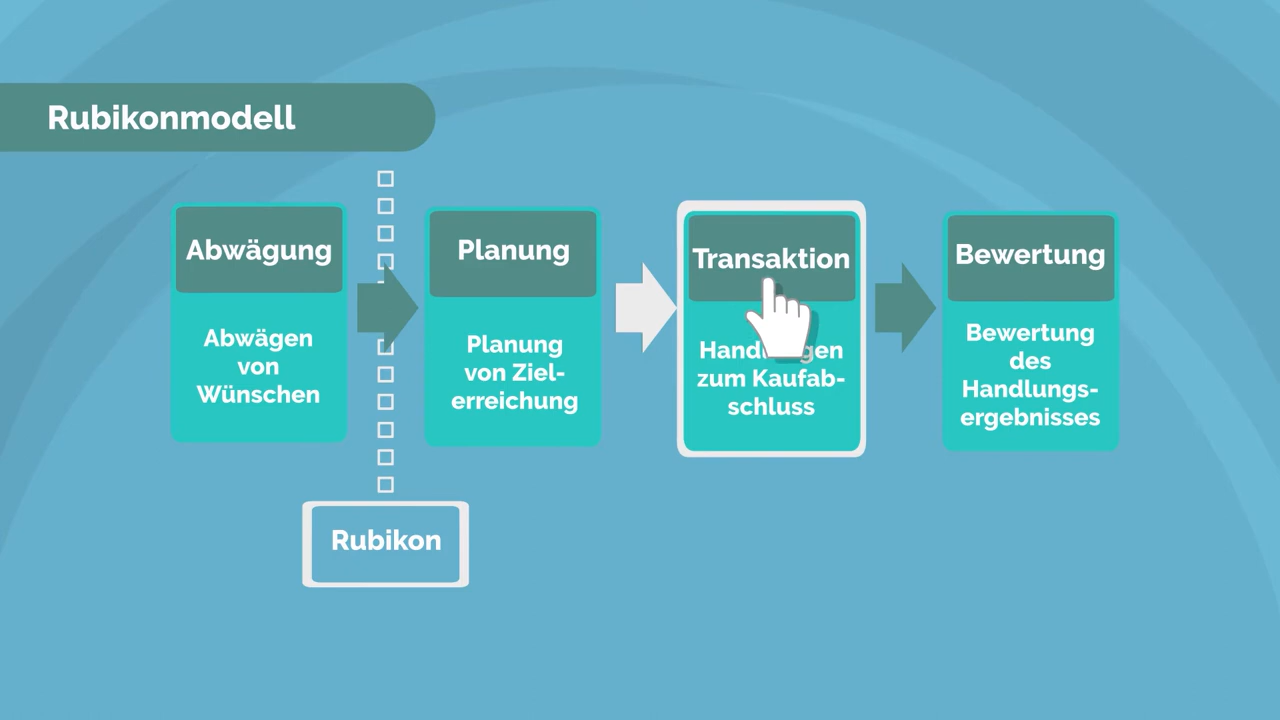 Rubikonmodell
Abwägung
Abwägen
von
Wünschen
Planung
Planung
von Ziel-
erreichung
Transaktion
Handlungen
zum Kaufab-
schluss
Bewertung
Bewertung
des
Handlungs-
ergebnisses
Rubikon